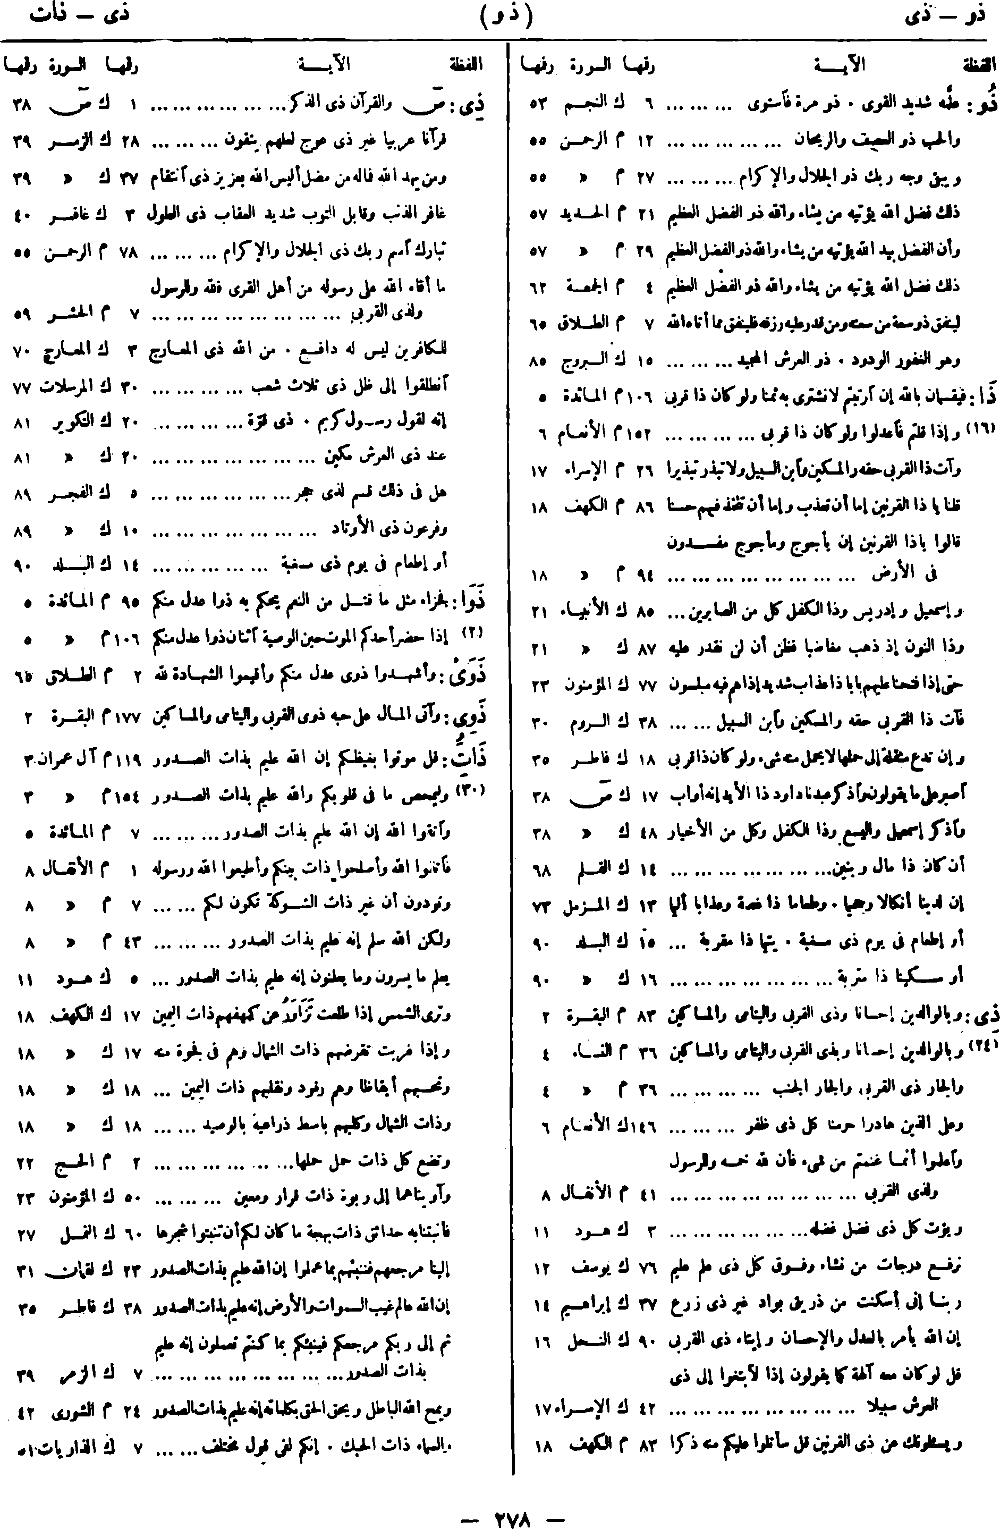 ذو — ذى
(ذو)
ذى — ذات
اللفظة الآيــة رقمها السورة رقمها
ذُو: علّمه شديد القوى ۰ ذو مرة فأستوى ... ... ... ٦ ك النجم ٥٣
والحب ذو العصف والريحان ... ... ... ... ... ١٢ م الرحمن ٥٥
ويبقى وجه ربك ذو الجلال والإكرام ... ... ... ٢٧ م « ٥٥
ذلك فضل الله يؤتيه من يشاء والله ذو الفضل العظيم ٢١ م الحديد ٥٧
وأن الفضل بيد الله يؤتيه من يشاء والله ذو الفضل العظيم ٢٩ م « ٥٧
ذلك فضل الله يؤتيه من يشاء والله ذو الفضل العظيم ٤ م الجمعة ٦٢
لينفق ذو سعة من سعته ومن قدر عليه رزقه فلينفق مما أتاه الله ٧ م الطلاق ٦٥
وهو الغفور الودود ۰ ذو العرش المجيد ... ... ... ١٥ ك البروج ٨٥
ذَا: فيقسمان بالله إن أرتبتم لا نشترى به ثمنا ولو كان ذا قربى ١٠٦ م المائدة ٥
(١٦) وإذا قلتم فأعدلوا ولو كان ذا قربى ... ... ... ... ١٥٢ م الأنعام ٦
وآت ذا القربى حقه والمسكين وأبن السبيل ولا تبذر تبذيرا ٢٦ م الإسراء ١٧
قلنا يا ذا القرنين إما أن تعذب وإما أن تتخذ فيهم حسنا ٨٦ م الكهف ١٨
قالوا ياذا القرنين إن يأجوج ومأجوج مفسدون
فى الأرض ... ... ... ... ... ... ... ... ٩٤ م « ١٨
وإسمعيل وإدريس وذا الكفل كل من الصابرين ... ٨٥ ك الأنبياء ٢١
وذا النون إذ ذهب مغاضبا فظن أن لن نقدر عليه ٨٧ ك « ٢١
حتى إذا فتحنا عليهم بابا ذا عذاب شديد إذا هم فيه مبلسون ٧٧ ك المؤمنون ٢٣
فآت ذا القربى حقه والمسكين وأبن السبيل ... ... ٣٨ ك الروم ٣٠
وإن تدع مثقلة إلى حملها لا يحمل منه شىء ولو كان ذا قربى ١٨ ك فاطر ٣٥
أصبر على ما يقولون وأذكر عبدنا داود ذا الأيد إنه أواب ١٧ ك صٓ ٣٨
وأذكر إسمعيل واليسع وذا الكفل وكل من الأخيار ٤٨ ك « ٣٨
أن كان ذا مال وبنين ... ... ... ... ... ... ... ١٤ ك القلم ٦٨
إن لدينا أنكالا وجحيما ۰ وطعاما ذا غصة وعذابا أليما ١٣ ك المزمل ٧٣
أو إطعام فى يوم ذى مسغبة ۰ يتيما ذا مقربة ... ١٥ ك البلد ٩٠
أو مسكينا ذا متربة ... ... ... ... ... ... ١٦ ك « ٩٠
ذِى: وبالوالدين إحسانا وذى القربى واليتامى والمساكين ٨٣ م البقرة ٢
(٢٤) وبالوالدين إحسانا وبذى القربى واليتامى والمساكين ٣٦ م النساء ٤
والجار ذى القربى والجار الجنب ... ... ... ... ٣٦ م « ٤
وعلى الذين هادوا حرمنا كل ذى ظفر ... ... ... ١٤٦ ك الأنعام ٦
وأعلموا أنما غنمتم من شىء فأن لله خمسه وللرسول
ولذى القربى ... ... ... ... ... ... ... ... ٤١ م الأنفال ٨
ويؤت كل ذى فضل فضله ... ... ... ... ... ... ٣ ك هود ١١
نرفع درجات من نشاء وفوق كل ذى علم عليم ٧٦ ك يوسف ١٢
ربنا إنى أسكنت من ذريتى بواد غير ذى زرع ٣٧ ك إبراهيم ١٤
إن الله يأمر بالعدل والإحسان وإيتاء ذى القربى ٩٠ ك النحل ١٦
قل لو كان معه آلهة كما يقولون إذا لأبتغوا إلى ذى
العرش سبيلا ... ... ... ... ... ... ... ... ٤٢ ك الإسراء ١٧
ويسئلونك عن ذى القرنين قل سأتلوا عليكم منه ذكرا ٨٣ م الكهف ١٨
اللفظة الآيــة رقمها السورة رقمها
ذِى: صٓ والقرآن ذى الذكر ... ... ... ... ... ... ١ ك صٓ ٣٨
قرآنا عربيا غير ذى عوج لعلهم يتقون ... ... ... ٢٨ ك الزمر ٣٩
ومن يهد الله فما له من مضل أليس الله بعزيز ذى أنتقام ٣٧ ك « ٣٩
غافر الذنب وقابل التوب شديد العقاب ذى الطول ٣ ك غافر ٤٠
تبارك أسم ربك ذى الجلال والإكرام ... ... ... ٧٨ م الرحمن ٥٥
ما أفاء الله على رسوله من أهل القرى فلله وللرسول
ولذى القربى ... ... ... ... ... ... ... ... ٧ م الحشر ٥٩
للكافرين ليس له دافع ۰ من الله ذى المعارج ٣ ك المعارج ٧٠
أنطلقوا إلى ظل ذى ثلاث شعب ... ... ... ... ٣٠ ك المرسلات ٧٧
إنه لقول رسول كريم ۰ ذى قوّة ... ... ... ... ٢٠ ك التكوير ٨١
عند ذى العرش مكين ... ... ... ... ... ... ٢٠ ك « ٨١
هل فى ذلك قسم لذى حجر ... ... ... ... ... ... ٥ ك الفجر ٨٩
وفرعون ذى الأوتاد ... ... ... ... ... ... ... ١٠ ك « ٨٩
أو إطعام فى يوم ذى مسغبة ... ... ... ... ... ١٤ ك البلد ٩٠
ذَوَا: فجزاء مثل ما قتل من النعم يحكم به ذوا عدل منكم ٩٥ م المائدة ٥
(٢) إذا حضر أحدكم الموت حين الوصية أثنان ذوا عدل منكم ١٠٦ م « ٥
ذَوَىْ: وأشهدوا ذوى عدل منكم وأقيموا الشهادة لله ٢ م الطلاق ٦٥
ذَوِى: وآتى المال على حبه ذوى القربى واليتامى والمساكين ١٧٧ م البقرة ٢
ذَاتُِ: قل موتوا بغيظكم إن الله عليم بذات الصدور ١١٩ م آل عمران ٣
(٣٠) وليمحص ما فى قلوبكم والله عليم بذات الصدور ١٥٤ م « ٣
وأتقوا الله إن الله عليم بذات الصدور ... ... ... ٧ م المائدة ٥
فأتقوا الله وأصلحوا ذات بينكم وأطيعوا الله ورسوله ١ م الأنفال ٨
وتودون أن غير ذات الشوكة تكون لكم ... ... ٧ م « ٨
ولكن الله سلم إنه عليم بذات الصدور ... ... ... ٤٣ م « ٨
يعلم ما يسرون وما يعلنون إنه عليم بذات الصدور ... ٥ ك هود ١١
وترى الشمس إذا طلعت تَزَاوَرُ عن كهفهم ذات اليمين ١٧ ك الكهف ١٨
وإذا غربت تقرضهم ذات الشمال وهم فى فجوة منه ١٧ ك « ١٨
وتحسبهم أيقاظا وهم رقود ونقلبهم ذات اليمين ... ١٨ ك « ١٨
وذات الشمال وكلبهم باسط ذراعيه بالوصيد ... ... ١٨ ك « ١٨
وتضع كل ذات حمل حملها ... ... ... ... ... ... ٢ م الحج ٢٢
وآويناهما إلى ربوة ذات قرار ومعين ... ... ... ٥٠ ك المؤمنون ٢٣
فأنبتنا به حدائق ذات بهجة ما كان لكم أن تنبتوا شجرها ٦٠ ك النمل ٢٧
إلينا مرجعهم فننبئهم بما عملوا إن الله عليم بذات الصدور ٢٣ ك لقمان ٣١
إن الله عالم غيب السموات والأرض إنه عليم بذات الصدور ٣٨ ك فاطر ٣٥
ثم إلى ربكم مرجعكم فينبئكم بما كنتم تعملون إنه عليم
بذات الصدور ... ... ... ... ... ... ... ... ٧ ك الزمر ٣٩
ويمح الله الباطل ويحق الحق بكلماته إنه عليم بذات الصدور ٢٤ م الشورى ٤٢
والسماء ذات الحبك ۰ إنكم لفى قول مختلف ... ... ٧ ك الذاريات ٥١
— ٢٧٨ —